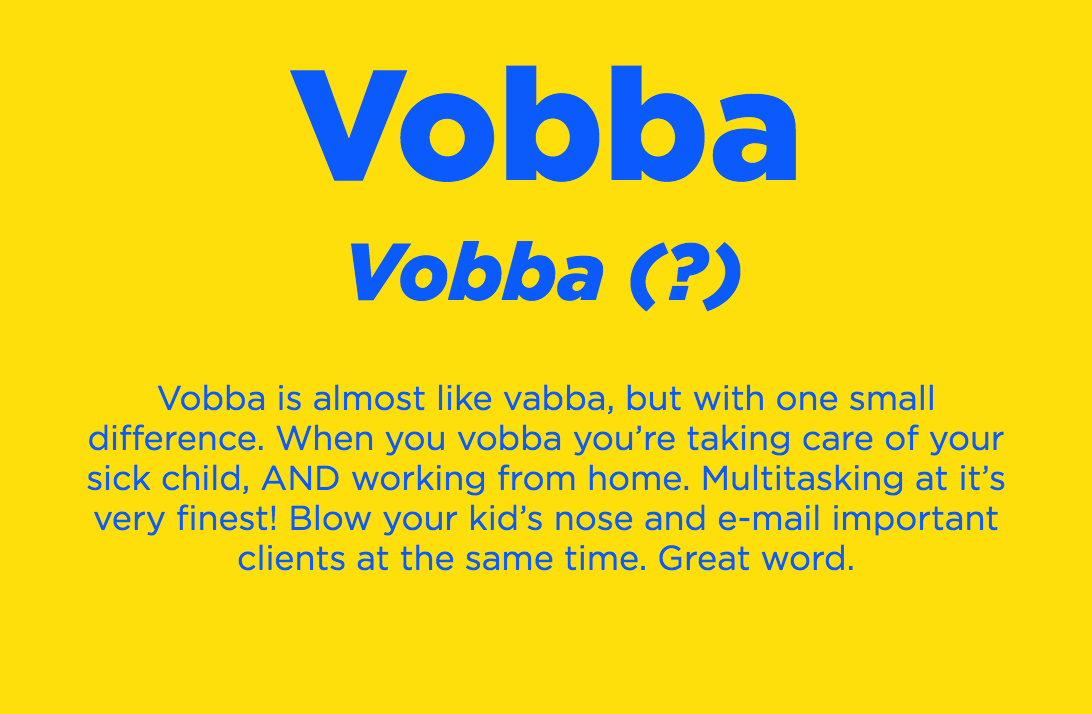 Vobba
Vobba (?)
Vobba is almost like vabba, but with one small
difference. When you vobba you’re taking care of your
sick child, AND working from home. Multitasking at it’s
very finest! Blow your kid’s nose and e-mail important
clients at the same time. Great word.